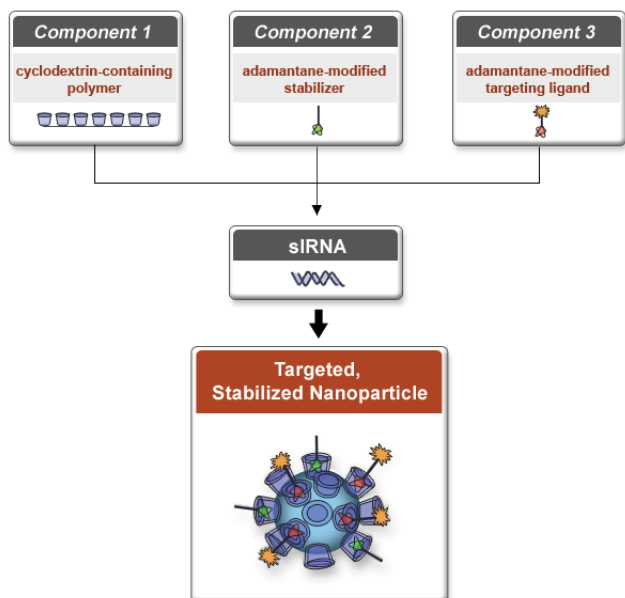 Component 1
cyclodextrin-containing
polymer
Component 2
adamantane-modified
stabilizer
Component 3
adamantane-modified
targeting ligand
sIRNA
Targeted,
Stabilized Nanoparticle